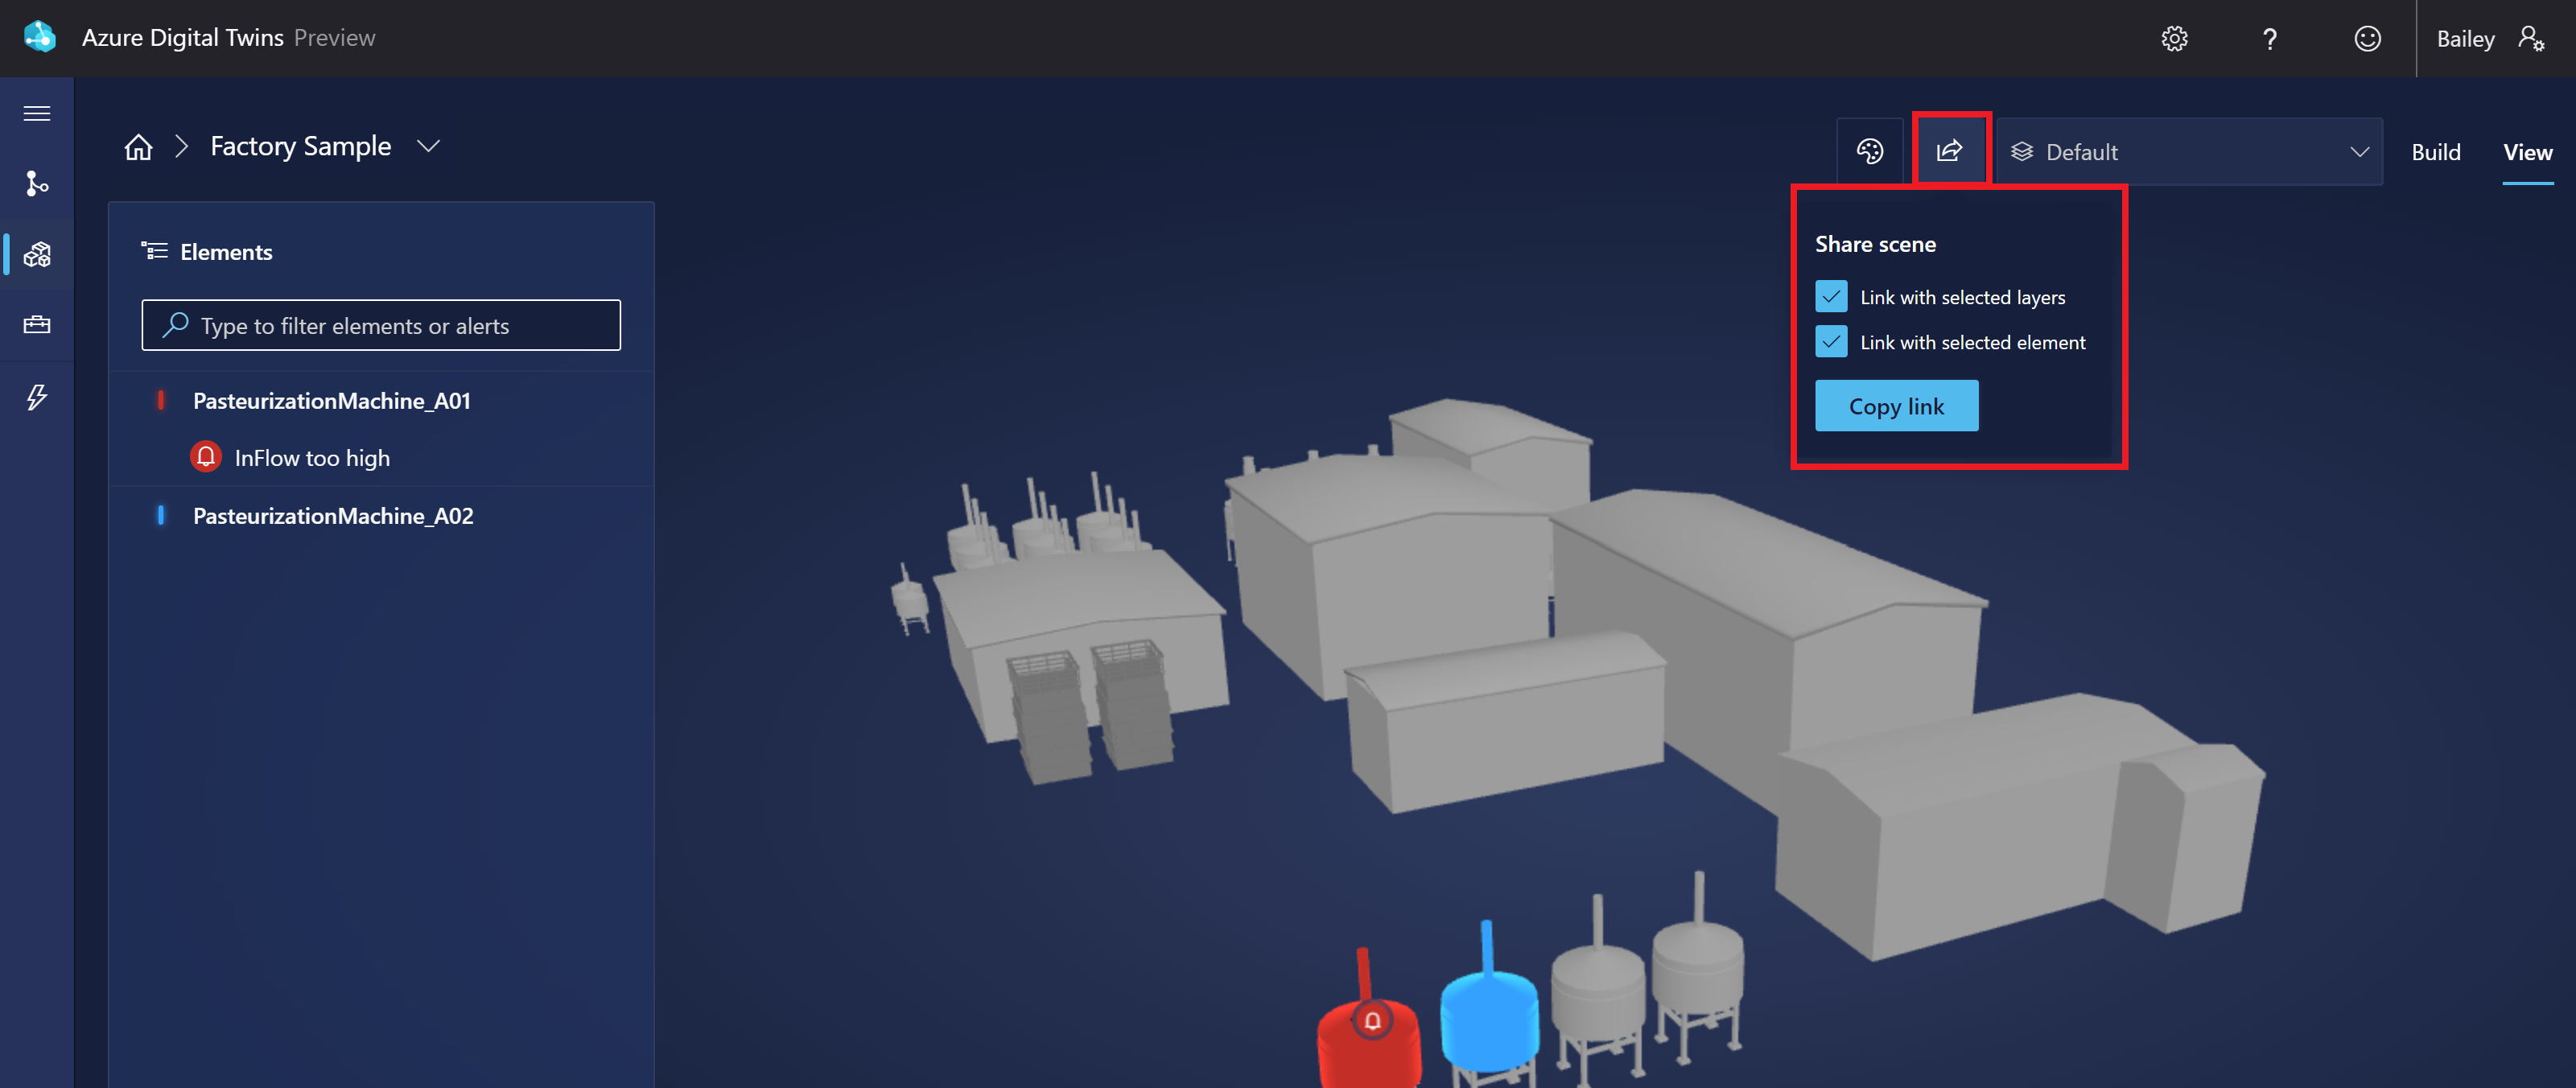 Azure Digital Twins Preview
?
Bailey
Factory Sample
Default
Build
View
Elements
Type to filter elements or alerts
PasteurizationMachine_A01
InFlow too high
PasteurizationMachine_A02
Share scene
Link with selected layers
Link with selected element
Copy link